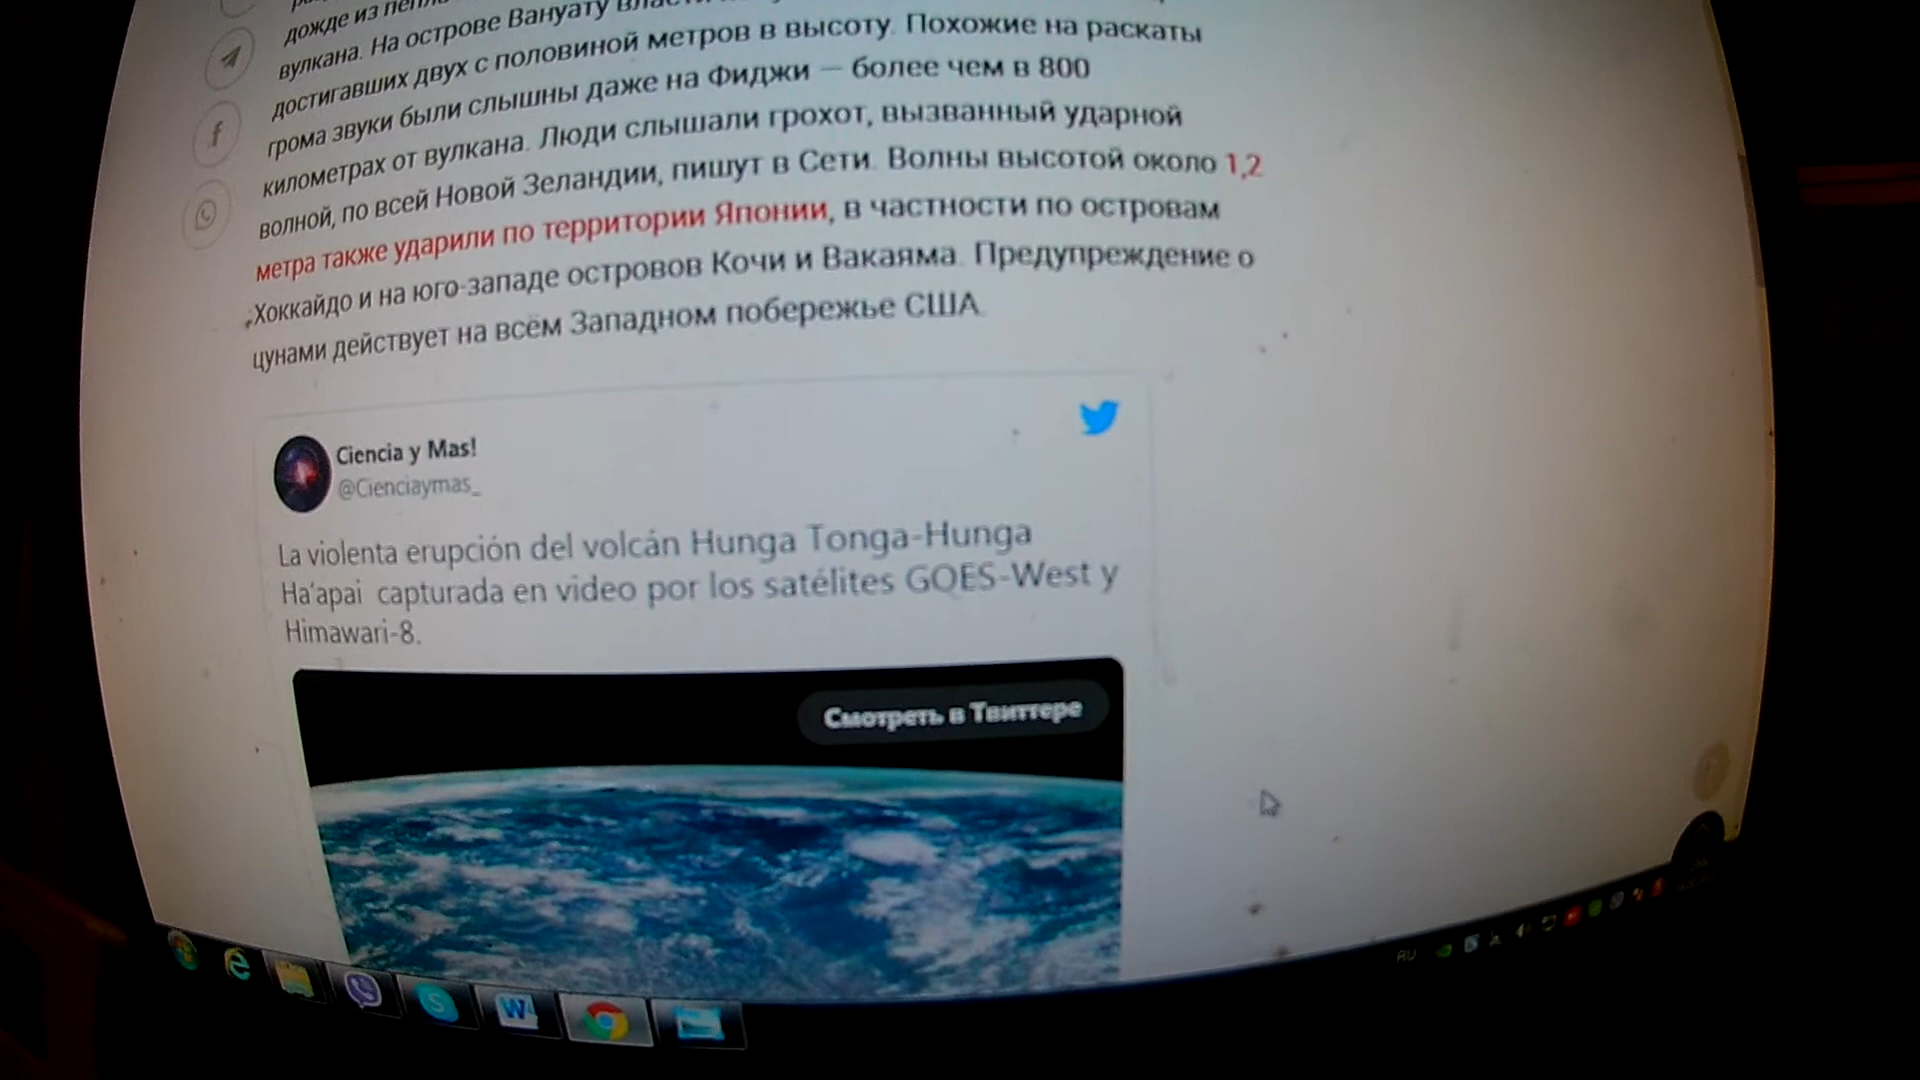 дожде из
вулкана. На острове Вануату
достигавших двух с половиной метров в высоту. Похожие на раскаты
грома звуки были слышны даже на Фиджи — более чем в 800
километрах от вулкана. Люди слышали грохот, вызванный ударной
волной, по всей Новой Зеландии, пишут в Сети. Волны высотой около 1,2
метра также ударили по территории Японии, в частности по островам
Хоккайдо и на юго-западе островов Кочи и Вакаяма. Предупреждение о
цунами действует на всём Западном побережье США.
Ciencia y Mas!
@Cienciaymas_
La violenta erupción del volcán Hunga Tonga-Hunga
Ha'apai capturada en video por los satélites GOES-West y
Himawari-8.
Смотреть в Твиттере
RU